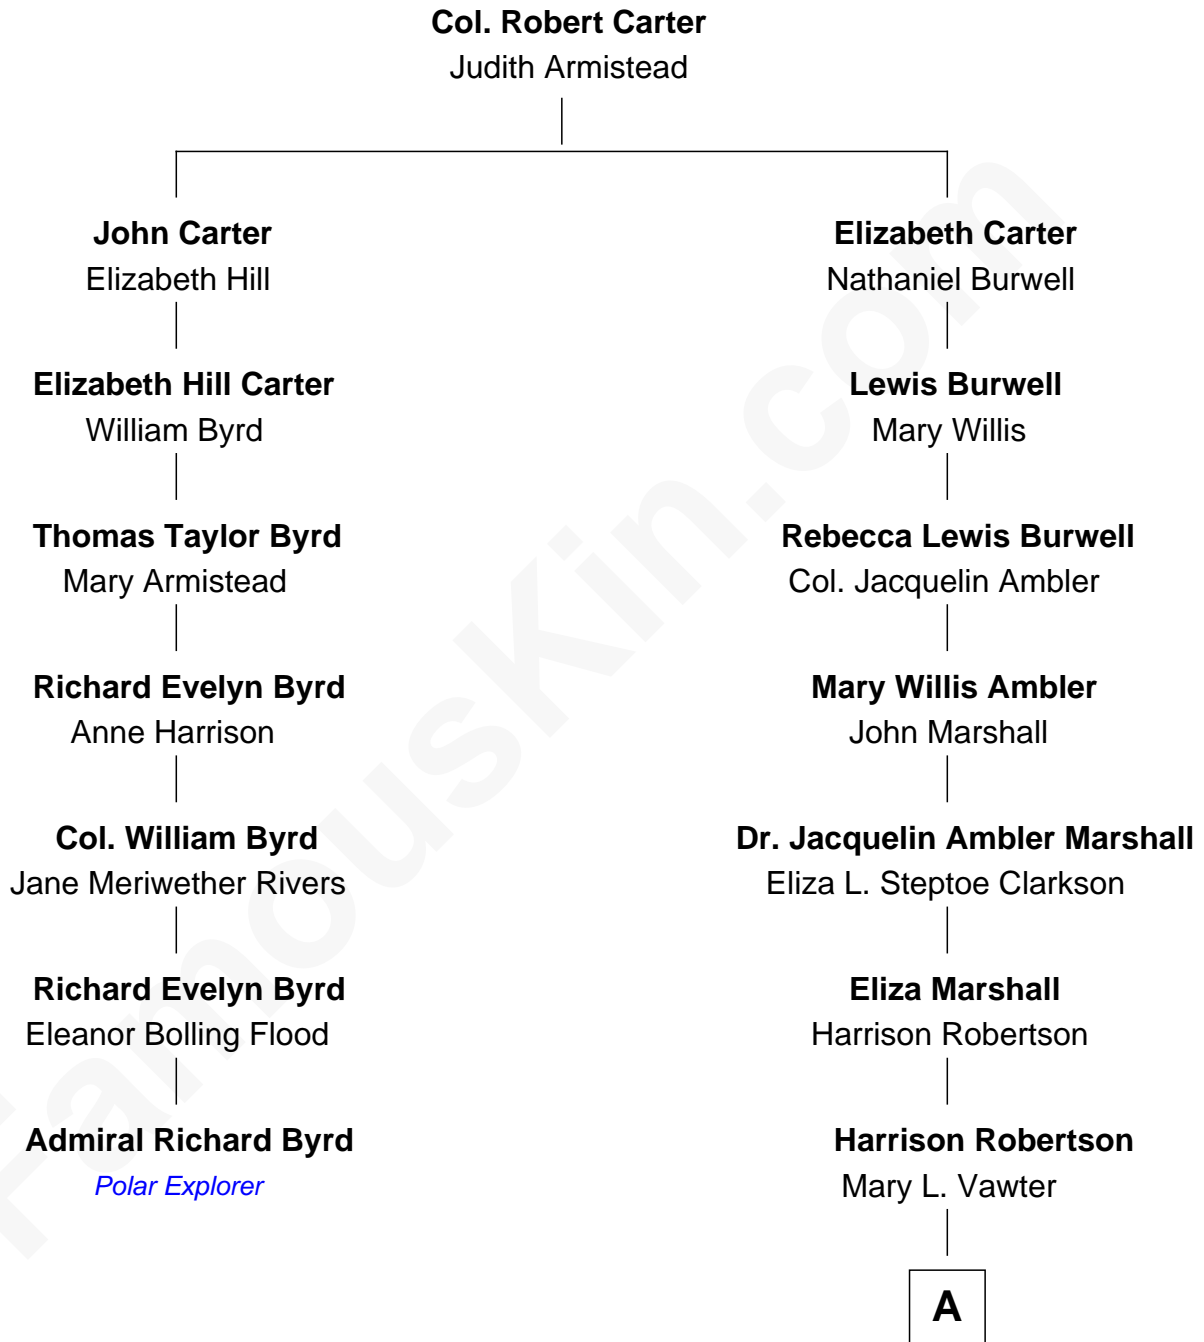 Col. Robert Carter
Judith Armistead
John Carter
Elizabeth Hill
Elizabeth Carter
Nathaniel Burwell
Elizabeth Hill Carter
William Byrd
Lewis Burwell
Mary Willis
Thomas Taylor Byrd
Mary Armistead
Rebecca Lewis Burwell
Col. Jacquelin Ambler
Richard Evelyn Byrd
Anne Harrison
Mary Willis Ambler
John Marshall
Col. William Byrd
Jane Meriwether Rivers
Dr. Jacquelin Ambler Marshall
Eliza L. Steptoe Clarkson
Richard Evelyn Byrd
Eleanor Bolling Flood
Eliza Marshall
Harrison Robertson
Admiral Richard Byrd
Polar Explorer
Harrison Robertson
Mary L. Vawter
A
FamousKin.com